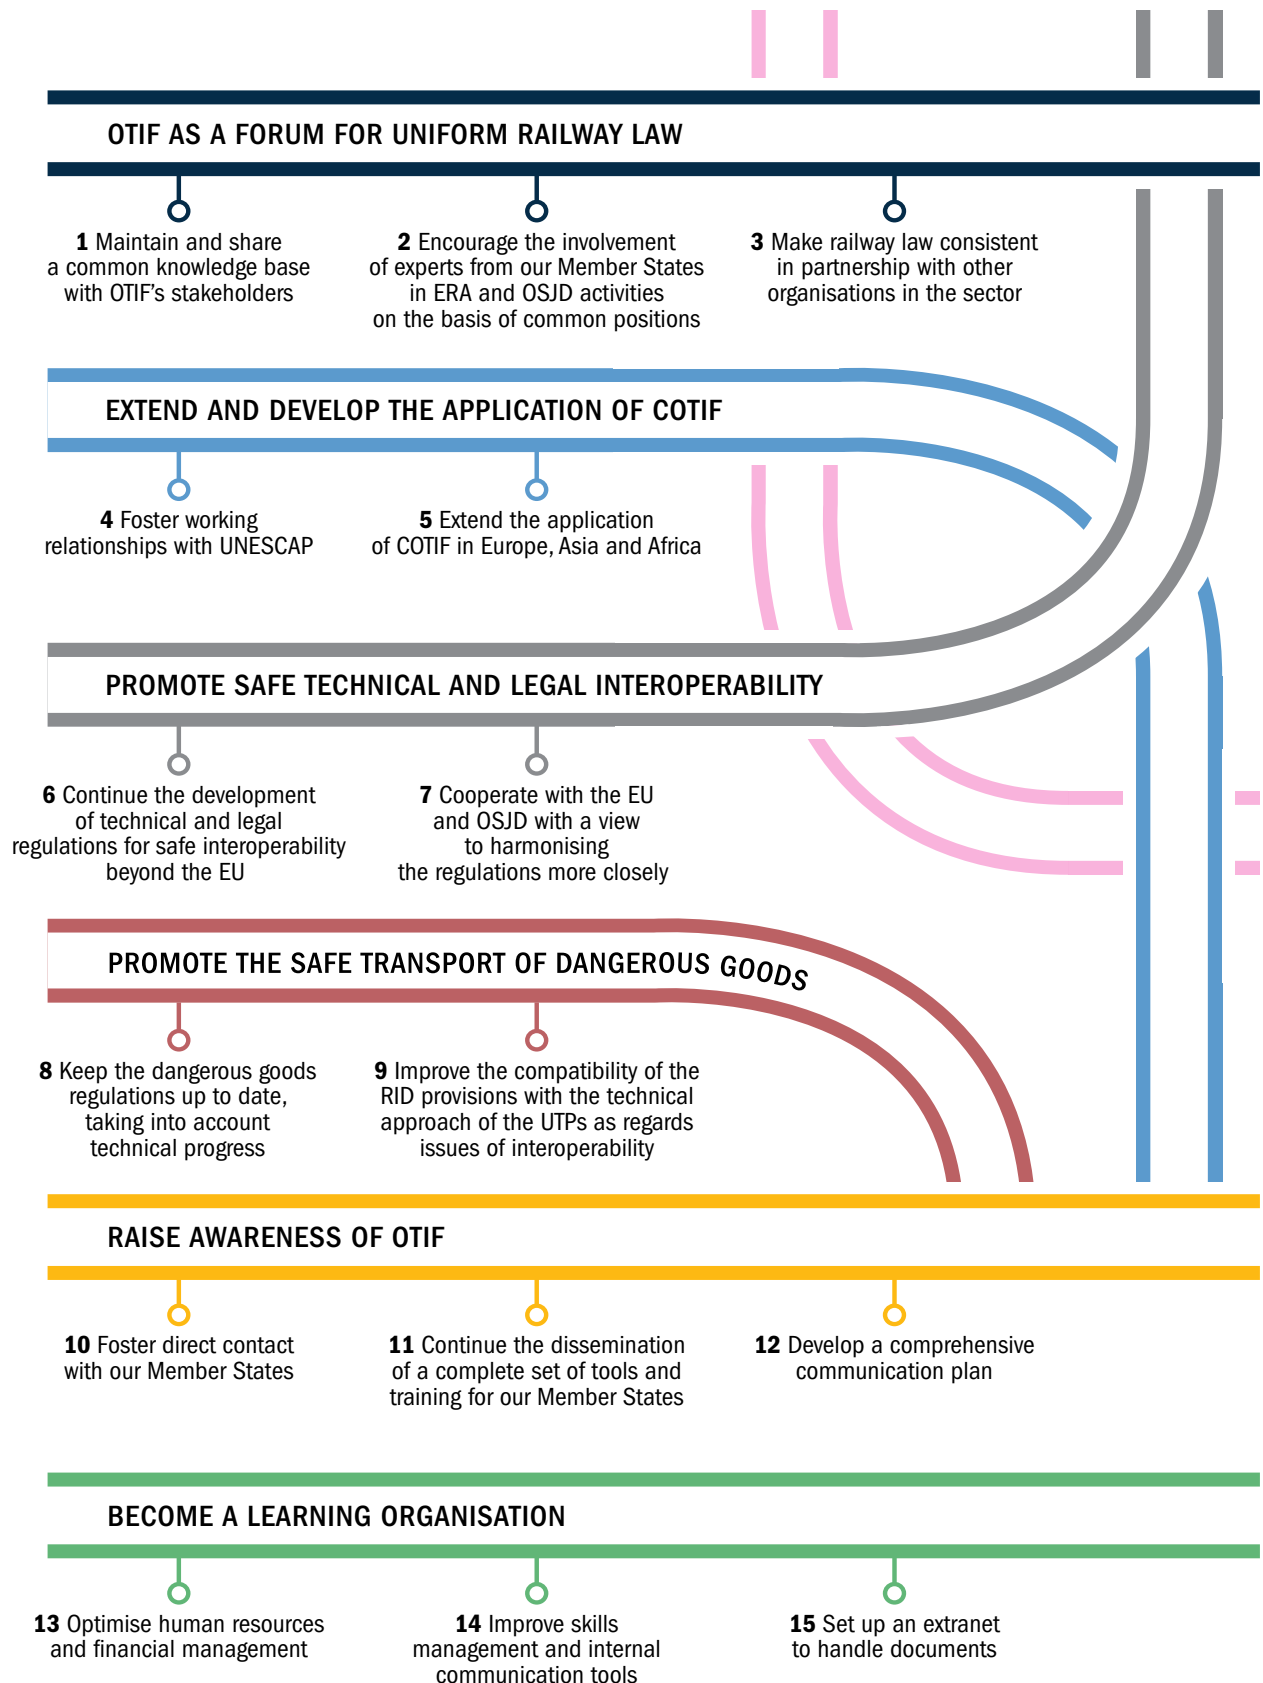 OTIF AS A FORUM FOR UNIFORM RAILWAY LAW
1 Maintain and share
a common knowledge base
with OTIF’s stakeholders
2 Encourage the involvement
of experts from our Member States
in ERA and OSJD activities
on the basis of common positions
3 Make railway law consistent
in partnership with other
organisations in the sector
EXTEND AND DEVELOP THE APPLICATION OF COTIF
4 Foster working
relationships with UNESCAP
5 Extend the application
of COTIF in Europe, Asia and Africa
PROMOTE SAFE TECHNICAL AND LEGAL INTEROPERABILITY
6 Continue the development
of technical and legal
regulations for safe interoperability
beyond the EU
7 Cooperate with the EU
and OSJD with a view
to harmonising
the regulations more closely
PROMOTE THE SAFE TRANSPORT OF DANGEROUS GOODS
8 Keep the dangerous goods
regulations up to date,
taking into account
technical progress
9 Improve the compatibility of the
RID provisions with the technical
approach of the UTPs as regards
issues of interoperability
RAISE AWARENESS OF OTIF
10 Foster direct contact
with our Member States
11 Continue the dissemination
of a complete set of tools and
training for our Member States
12 Develop a comprehensive
communication plan
BECOME A LEARNING ORGANISATION
13 Optimise human resources
and financial management
14 Improve skills
management and internal
communication tools
15 Set up an extranet
to handle documents